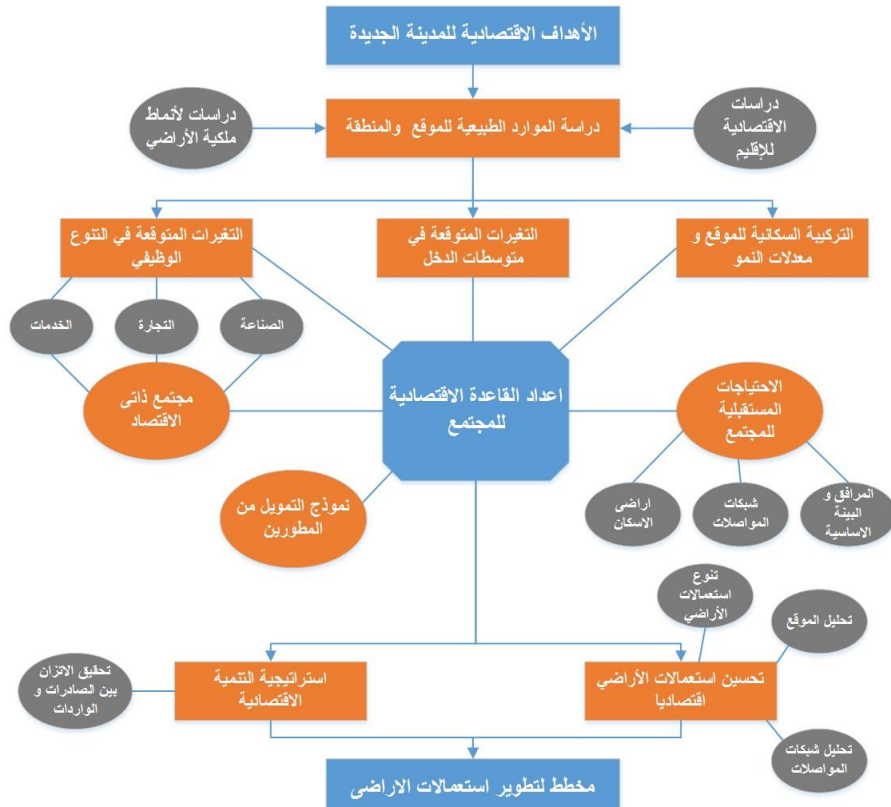 الأهداف الاقتصادية للمدينة الجديدة
دراسات
الاقتصادية
للإقليم
دراسة الموارد الطبيعية للموقع والمنطقة
دراسات لأنماط
ملكية الأراضي
التركيبة السكانية للموقع و
معدلات النمو
التغيرات المتوقعة في
متوسطات الدخل
التغيرات المتوقعة في التنوع
الوظيفي
الصناعة
التجارة
الخدمات
الاحتياجات
المستقبلية
للمجتمع
اعداد القاعدة الاقتصادية
للمجتمع
مجتمع ذاتى
الاقتصاد
المرافق و
البينة
الاساسية
شبكات
المواصلات
اراضى
الاسكان
نموذج التمويل من
المطورين
تنوع
استعمالات
الأراضي
تحليل الموقع
تحسين استعمالات الأراضي
اقتصاديا
استراتيجية التنمية
الاقتصادية
تحقيق الاتزان
بين الصادرات و
الواردات
تحليل شبكات
المواصلات
مخطط لتطوير استعمالات الاراضى